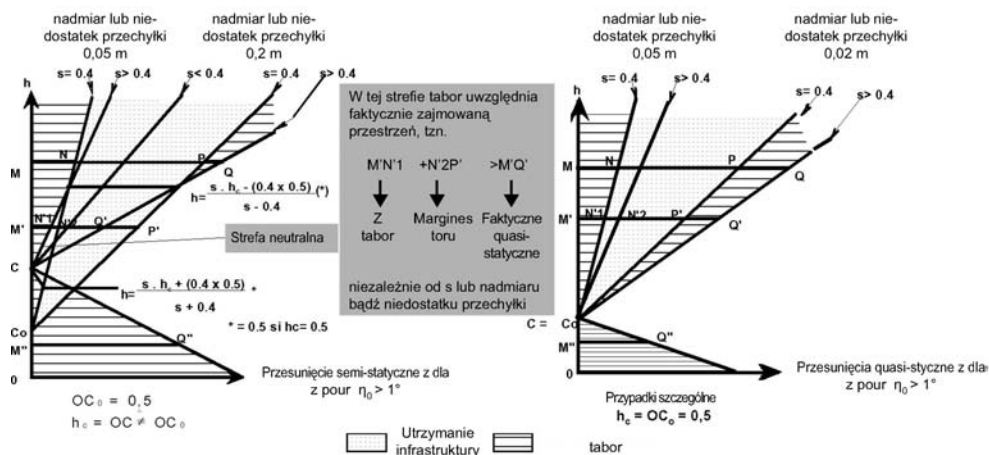 nadmiar lub nie-
dostatek przechyłki
0,05 m
nadmiar lub nie-
dostatek przechyłki
0,2 m
s= 0.4
s> 0.4
s< 0.4
s= 0.4
s> 0.4
h
N
P
Q
M
h= s . hc – (0.4 x 0.5) (*)
s - 0.4
N'1
N'2
Q'
P'
M'
Strefa neutralna
C
h= s . hc + (0.4 x 0.5) *
s + 0.4
* = 0.5 si hc= 0.5
Co
M''
Q''
0
Przesunięcie semi-statyczne z dla
z pour η0 > 1°
OC0 = 0,5
hc = OC ≠ OC0
W tej strefie tabor uwzględnia
faktycznie zajmowaną
przestrzeń, tzn.
M'N'1 +N'2P' >M'Q'
Z
tabor
Margines
toru
Faktyczne
quasi-
statyczne
niezależnie od s lub nadmiaru
bądź niedostatku przechyłki
nadmiar lub nie-
dostatek przechyłki
0,05 m
nadmiar lub nie-
dostatek przechyłki
0,02 m
s= 0.4
s> 0.4
s= 0.4
s> 0.4
h
M
N
P
Q
M'
N'1
N'2
P'
Q'
C = Co
M''
Q''
0
Przesunięcia quasi-styczne z dla
z pour η0 > 1°
Przypadki szczególne
hc = OCo = 0,5
Utrzymanie
infrastruktury
tabor